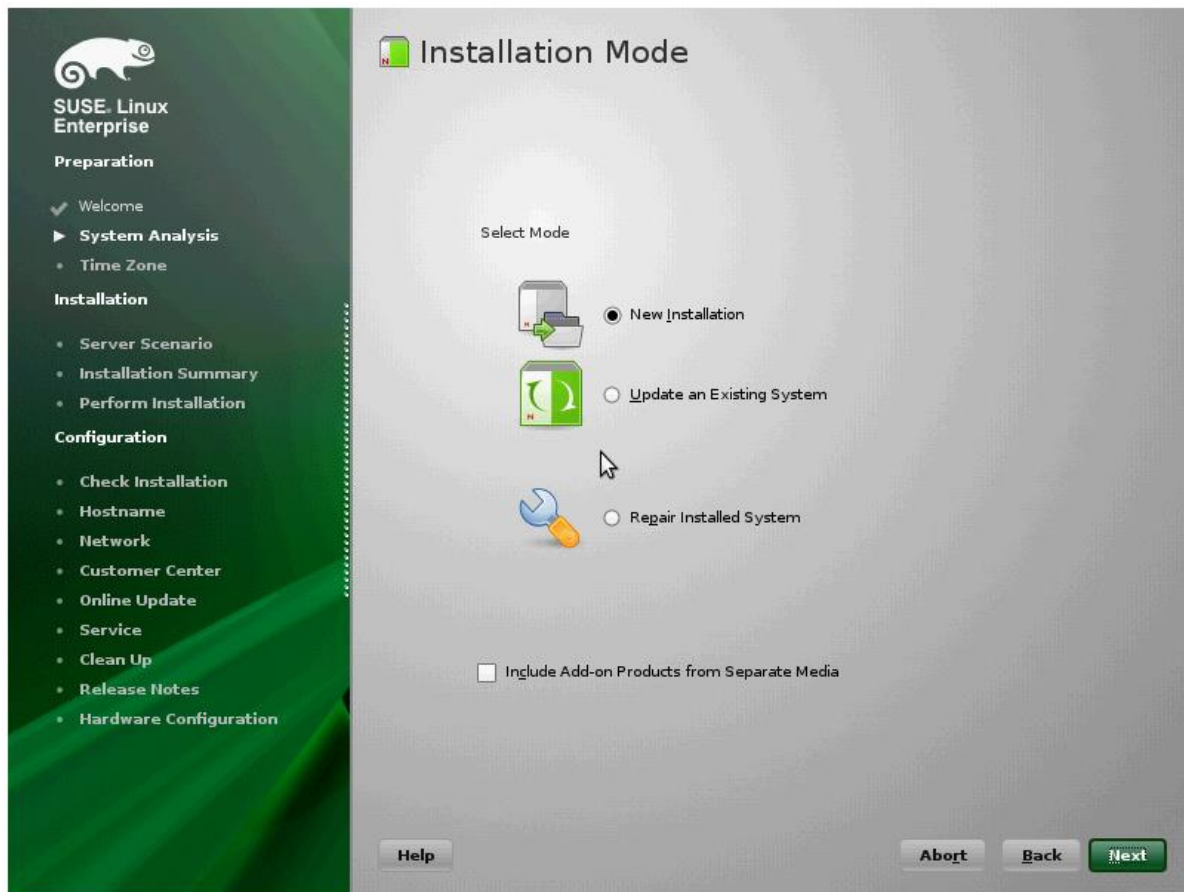 SUSE. Linux
Enterprise
Preparation
Welcome
System Analysis
Time Zone
Installation
Server Scenario
Installation Summary
Perform Installation
Configuration
Check Installation
Hostname
Network
Customer Center
Online Update
Service
Clean Up
Release Notes
Hardware Configuration
Installation Mode
Select Mode
New Installation
Update an Existing System
Repair Installed System
Include Add-on Products from Separate Media
Help
Abort
Back
Next